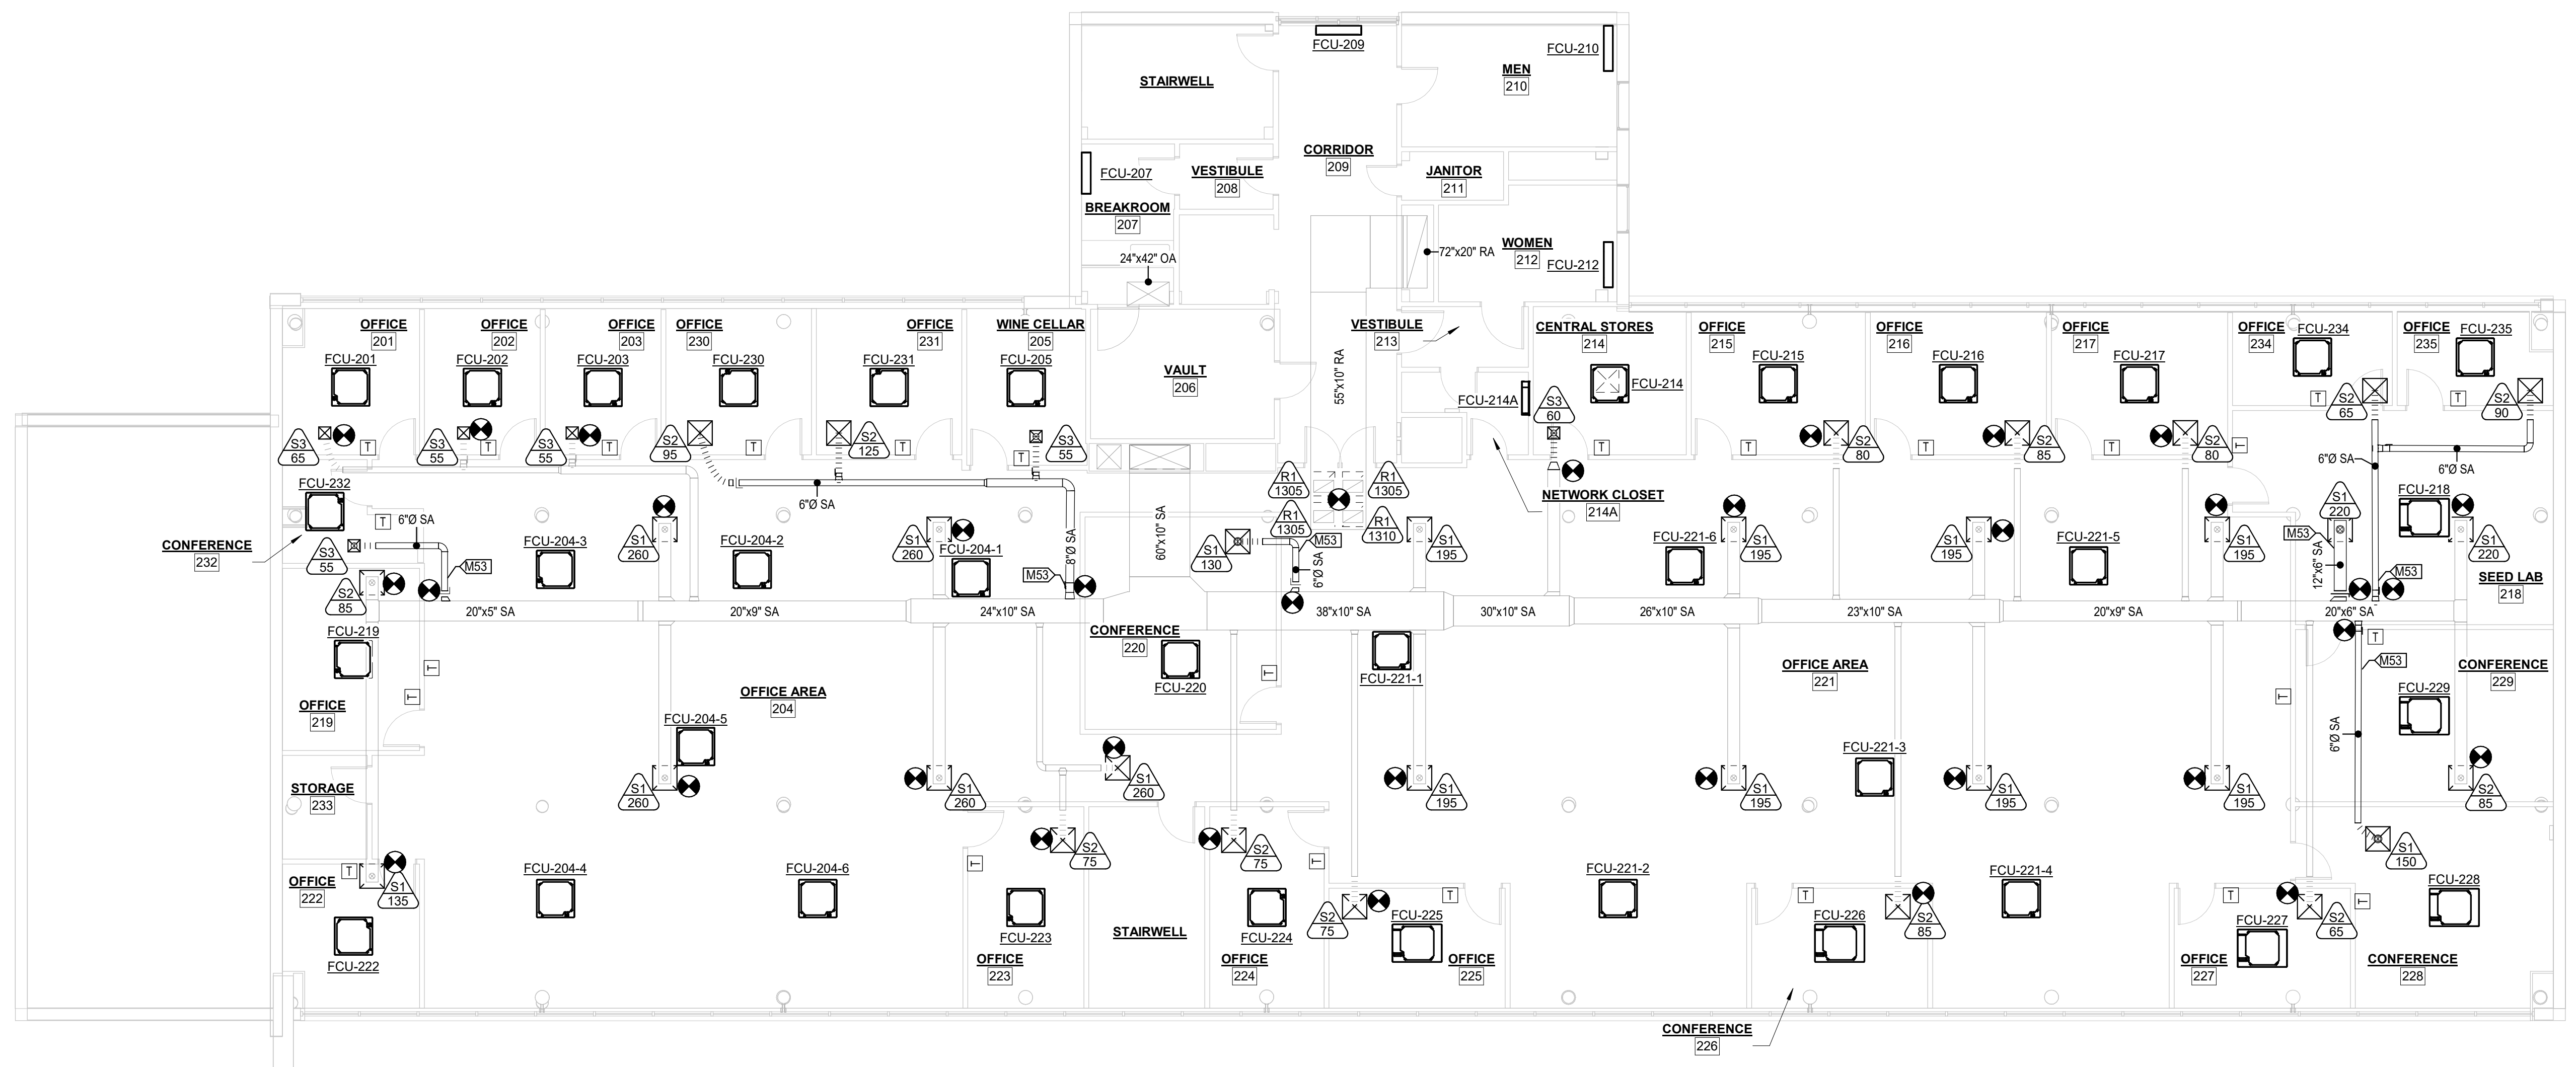 FCU-209
FCU-210
STAIRWELL
MEN
210
CORRIDOR
209
FCU-207
VESTIBULE
208
JANITOR
211
BREAKROOM
207
24"x42" OA
72"x20" RA
WOMEN
212
FCU-212
OFFICE
201
FCU-201
OFFICE
202
FCU-202
OFFICE
203
FCU-203
OFFICE
230
FCU-230
OFFICE
231
FCU-231
WINE CELLAR
205
FCU-205
VAULT
206
55"x10" RA
VESTIBULE
213
CENTRAL STORES
214
FCU-214
FCU-214A
OFFICE
215
FCU-215
OFFICE
216
FCU-216
OFFICE
217
FCU-217
OFFICE
234
FCU-234
OFFICE
235
FCU-235
S3
65
T
S3
55
T
S3
55
T
S2
95
T
S2
125
T
T
S3
55
S3
60
T
T
S2
80
T
S2
85
T
S2
80
T
T
S2
65
T
S2
90
FCU-232
T
6"Ø SA
CONFERENCE
232
S3
55
M53
6"Ø SA
8"Ø SA
M53
R1
1305
R1
1305
R1
1305
R1
1310
NETWORK CLOSET
214A
6"Ø SA
6"Ø SA
FCU-218
S1
220
M53
12"x6" SA
M53
S1
220
SEED LAB
218
S2
85
FCU-204-3
S1
260
FCU-204-2
S1
260
FCU-204-1
60"x10" SA
S1
130
M53
6"Ø SA
S1
195
FCU-221-6
S1
195
S1
195
FCU-221-5
S1
195
20"x5" SA
20"x9" SA
24"x10" SA
38"x10" SA
30"x10" SA
26"x10" SA
23"x10" SA
20"x9" SA
20"x6" SA
FCU-219
T
T
OFFICE
219
CONFERENCE
220
FCU-220
T
FCU-221-1
OFFICE AREA
204
OFFICE AREA
221
T
T
M53
CONFERENCE
229
FCU-229
6"Ø SA
FCU-204-5
FCU-221-3
STORAGE
233
S1
260
S1
260
S1
260
S1
195
S1
195
S1
195
S1
195
S2
85
T
OFFICE
222
S1
135
FCU-222
FCU-204-4
FCU-204-6
T
S2
75
S2
75
T
FCU-223
OFFICE
223
STAIRWELL
FCU-224
OFFICE
224
S2
75
T
FCU-225
OFFICE
225
FCU-221-2
T
FCU-226
S2
85
FCU-221-4
T
FCU-227
S2
65
T
OFFICE
227
S1
150
FCU-228
CONFERENCE
228
CONFERENCE
226